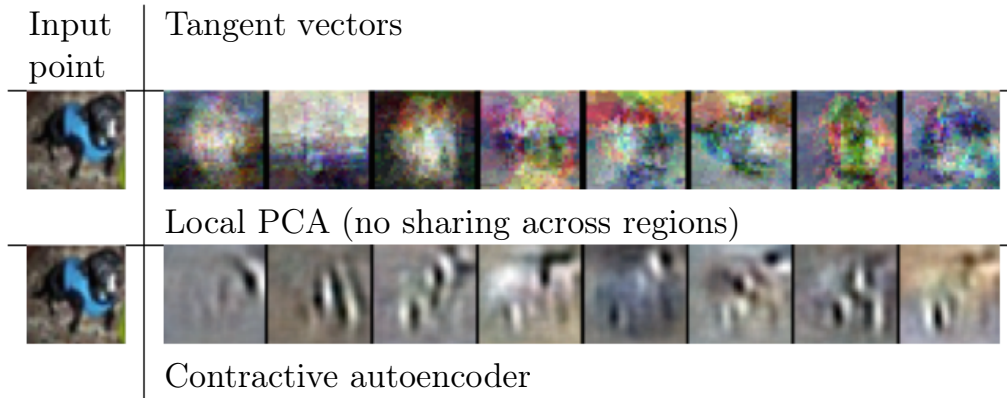 Input
point
Tangent vectors
Local PCA (no sharing across regions)
Contractive autoencoder